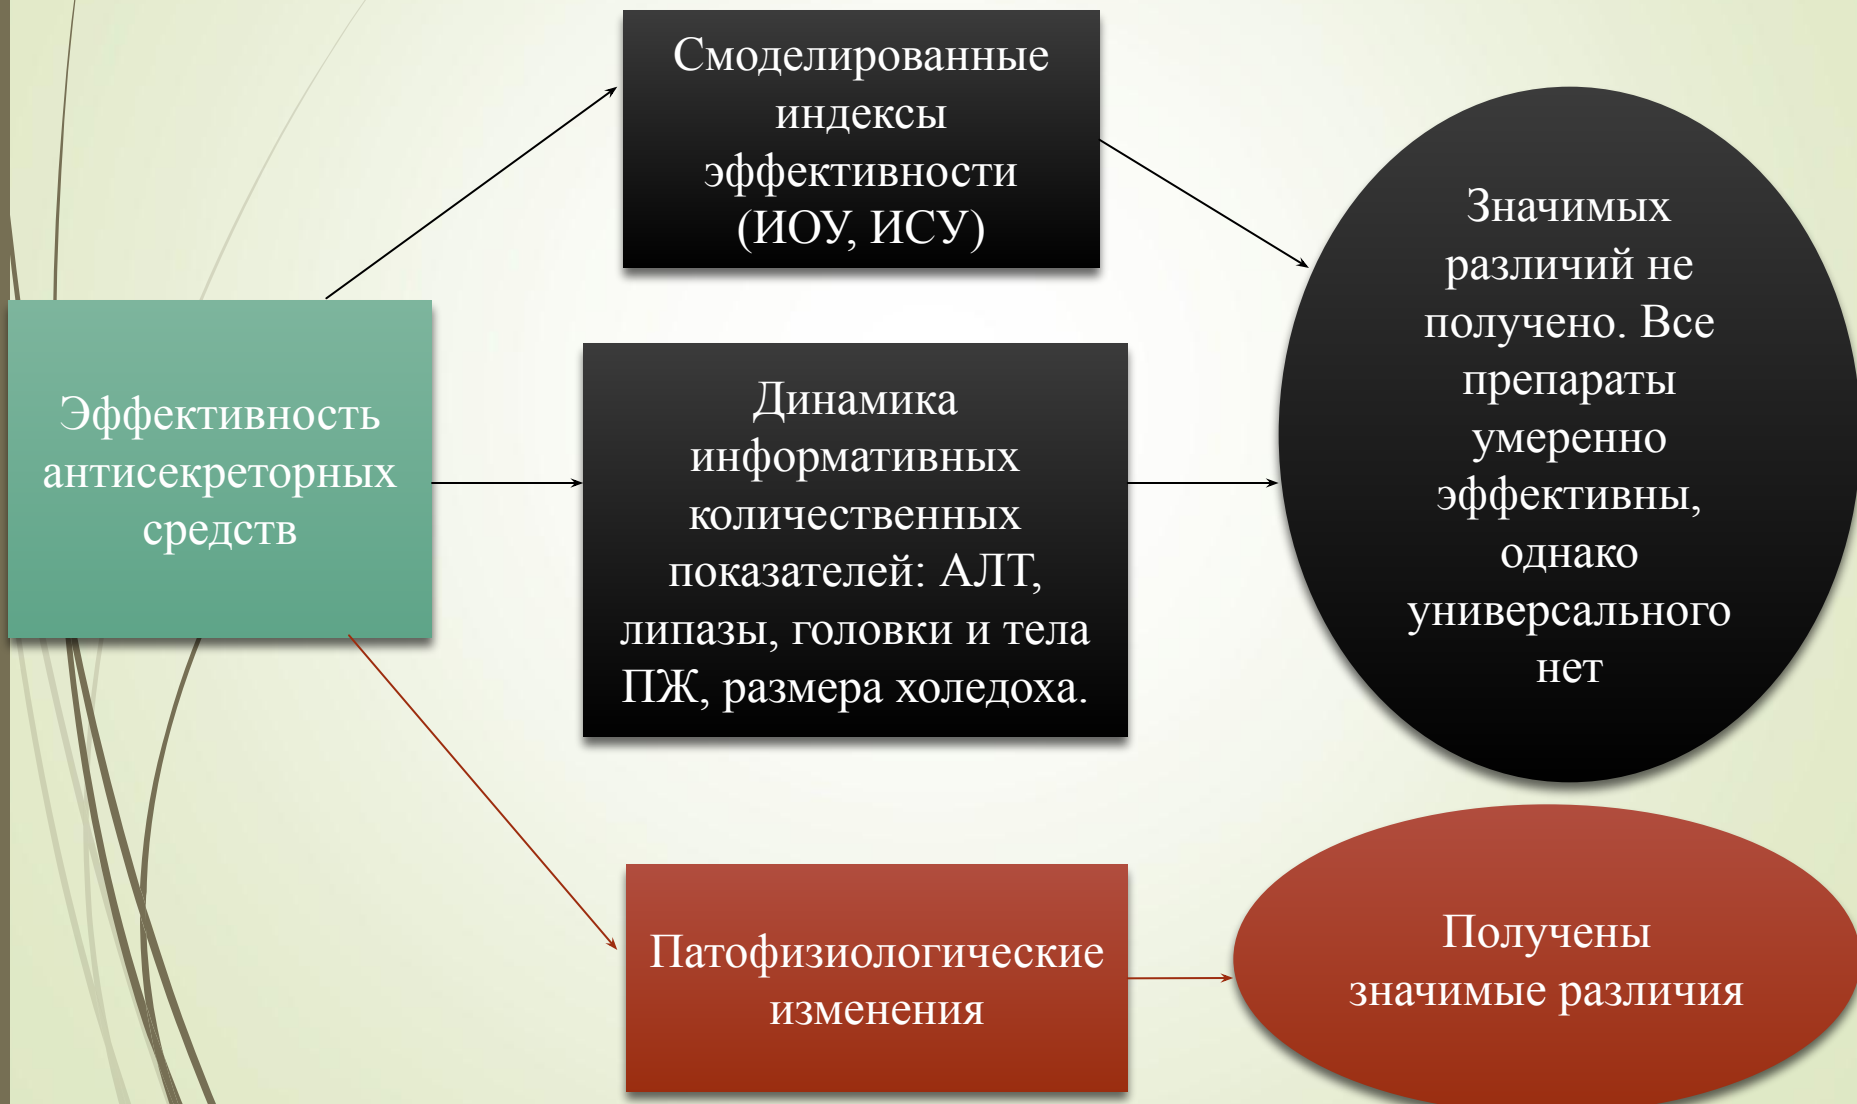 Смоделированные
индексы
эффективности
(ИОУ, ИСУ)
Эффективность
антисекреторных
средств
Динамика
информативных
количественных
показателей: АЛТ,
липазы, головки и тела
ПЖ, размера холедоха.
Значимых
различий не
получено. Все
препараты
умеренно
эффективны,
однако
универсального
нет
Патофизиологические
изменения
Получены
значимые различия